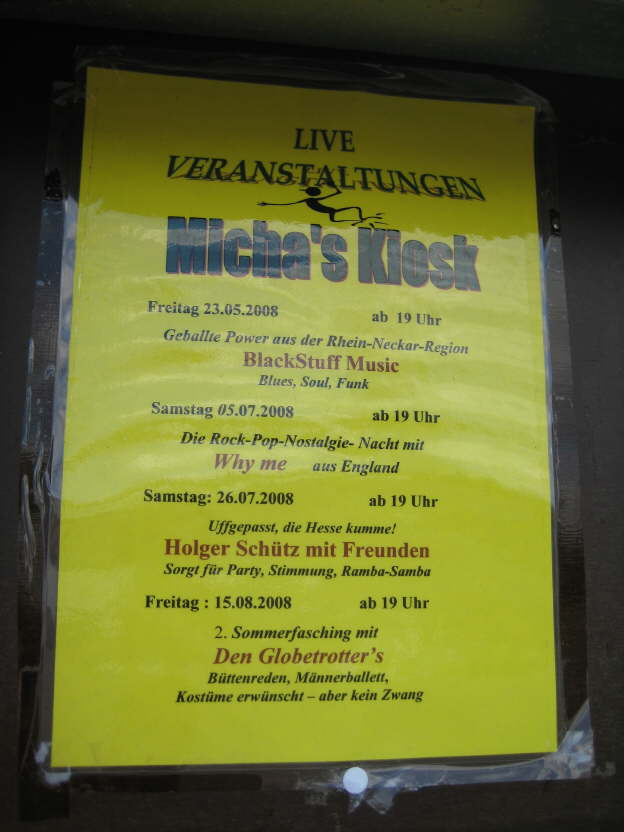 LIVE
VERANSTALTUNGEN
Micha's Kiosk
Freitag 23.05.2008 ab 19 Uhr
Geballte Power aus der Rhein-Neckar-Region
BlackStuff Music
Blues, Soul, Funk
Samstag 05.07.2008 ab 19 Uhr
Die Rock-Pop-Nostalgie- Nacht mit
Why me aus England
Samstag: 26.07.2008 ab 19 Uhr
Uffgepasst, die Hesse kumme!
Holger Schütz mit Freunden
Sorgt für Party, Stimmung, Ramba-Samba
Freitag : 15.08.2008 ab 19 Uhr
2. Sommerfasching mit
Den Globetrotter's
Büttenreden, Männerballett,
Kostüme erwünscht – aber kein Zwang